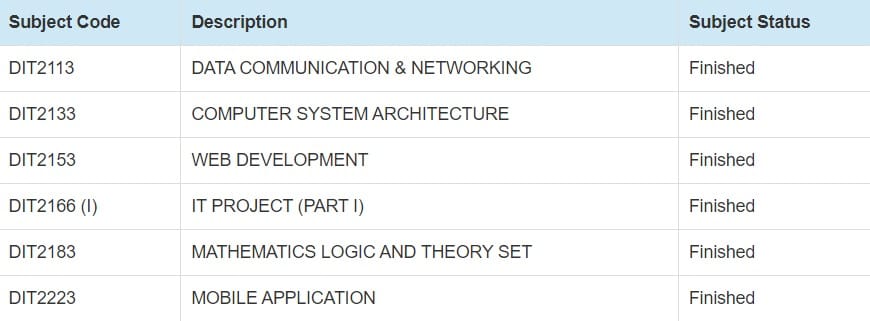 Subject Code Description Subject Status
DIT2113 DATA COMMUNICATION & NETWORKING Finished
DIT2133 COMPUTER SYSTEM ARCHITECTURE Finished
DIT2153 WEB DEVELOPMENT Finished
DIT2166 (I) IT PROJECT (PART I) Finished
DIT2183 MATHEMATICS LOGIC AND THEORY SET Finished
DIT2223 MOBILE APPLICATION Finished